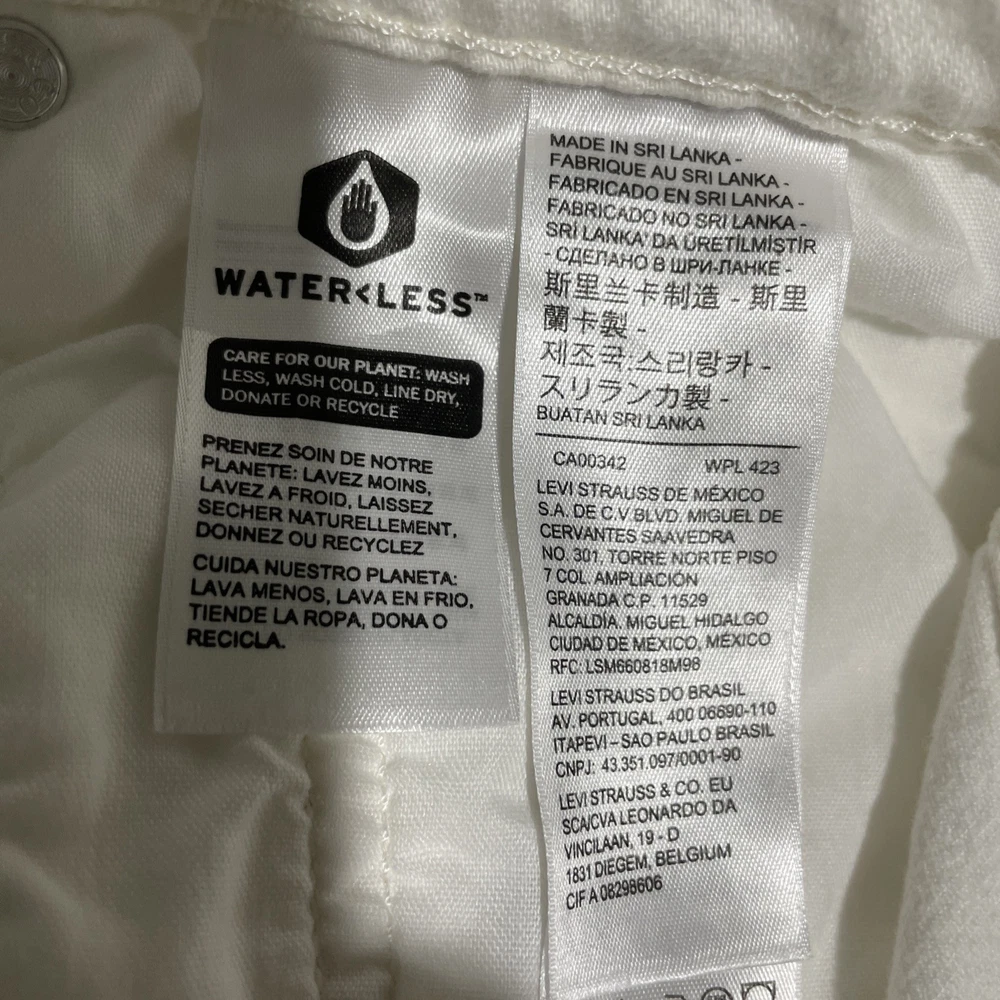 WATER<LESS™
CARE FOR OUR PLANET: WASH
LESS, WASH COLD, LINE DRY,
DONATE OR RECYCLE
PRENEZ SOIN DE NOTRE
PLANETE: LAVEZ MOINS,
LAVEZ A FROID, LAISSEZ
SECHER NATURELLEMENT,
DONNEZ OU RECYCLEZ
CUIDA NUESTRO PLANETA:
LAVA MENOS, LAVA EN FRIO,
TIENDE LA ROPA, DONA O
RECICLA.
MADE IN SRI LANKA -
FABRIQUE AU SRI LANKA -
FABRICADO EN SRI LANKA -
FABRICADO NO SRI LANKA -
SRİ LANKA' DA ÜRETİLMİSTİR
- СДЕЛАНО В ШРИ-ЛАНКЕ -
斯里兰卡制造 - 斯里
蘭卡製 -
제조국:스리랑카 -
スリランカ製 -
BUATAN SRI LANKA
CA00342 WPL 423
LEVI STRAUSS DE MÉXICO
S.A. DE C.V BLVD. MIGUEL DE
CERVANTES SAAVEDRA
NO. 301. TORRE NORTE PISO
7 COL. AMPLIACIÓN
GRANADA C.P. 11529
ALCALDÍA. MIGUEL HIDALGO
CIUDAD DE MÉXICO, MÉXICO
RFC: LSM660818M98
LEVI STRAUSS DO BRASIL
AV. PORTUGAL, 400 06690-110
ITAPEVI – SAO PAULO BRASIL
CNPJ: 43.351.097/0001-90
LEVI STRAUSS & CO. EU
SCA/CVA LEONARDO DA
VINCILAAN, 19 - D
1831 DIEGEM, BELGIUM
CIF A 08298606